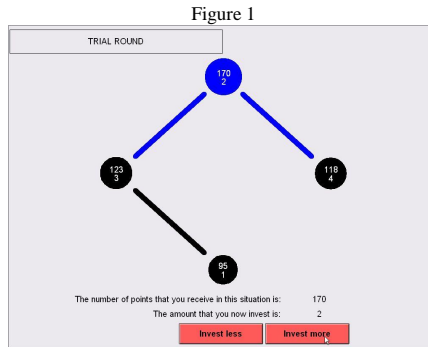 Figure 1
TRIAL ROUND
170
2
123
3
118
4
95
1
The number of points that you receive in this situation is: 170
The amount that you now invest is: 2
Invest less Invest more